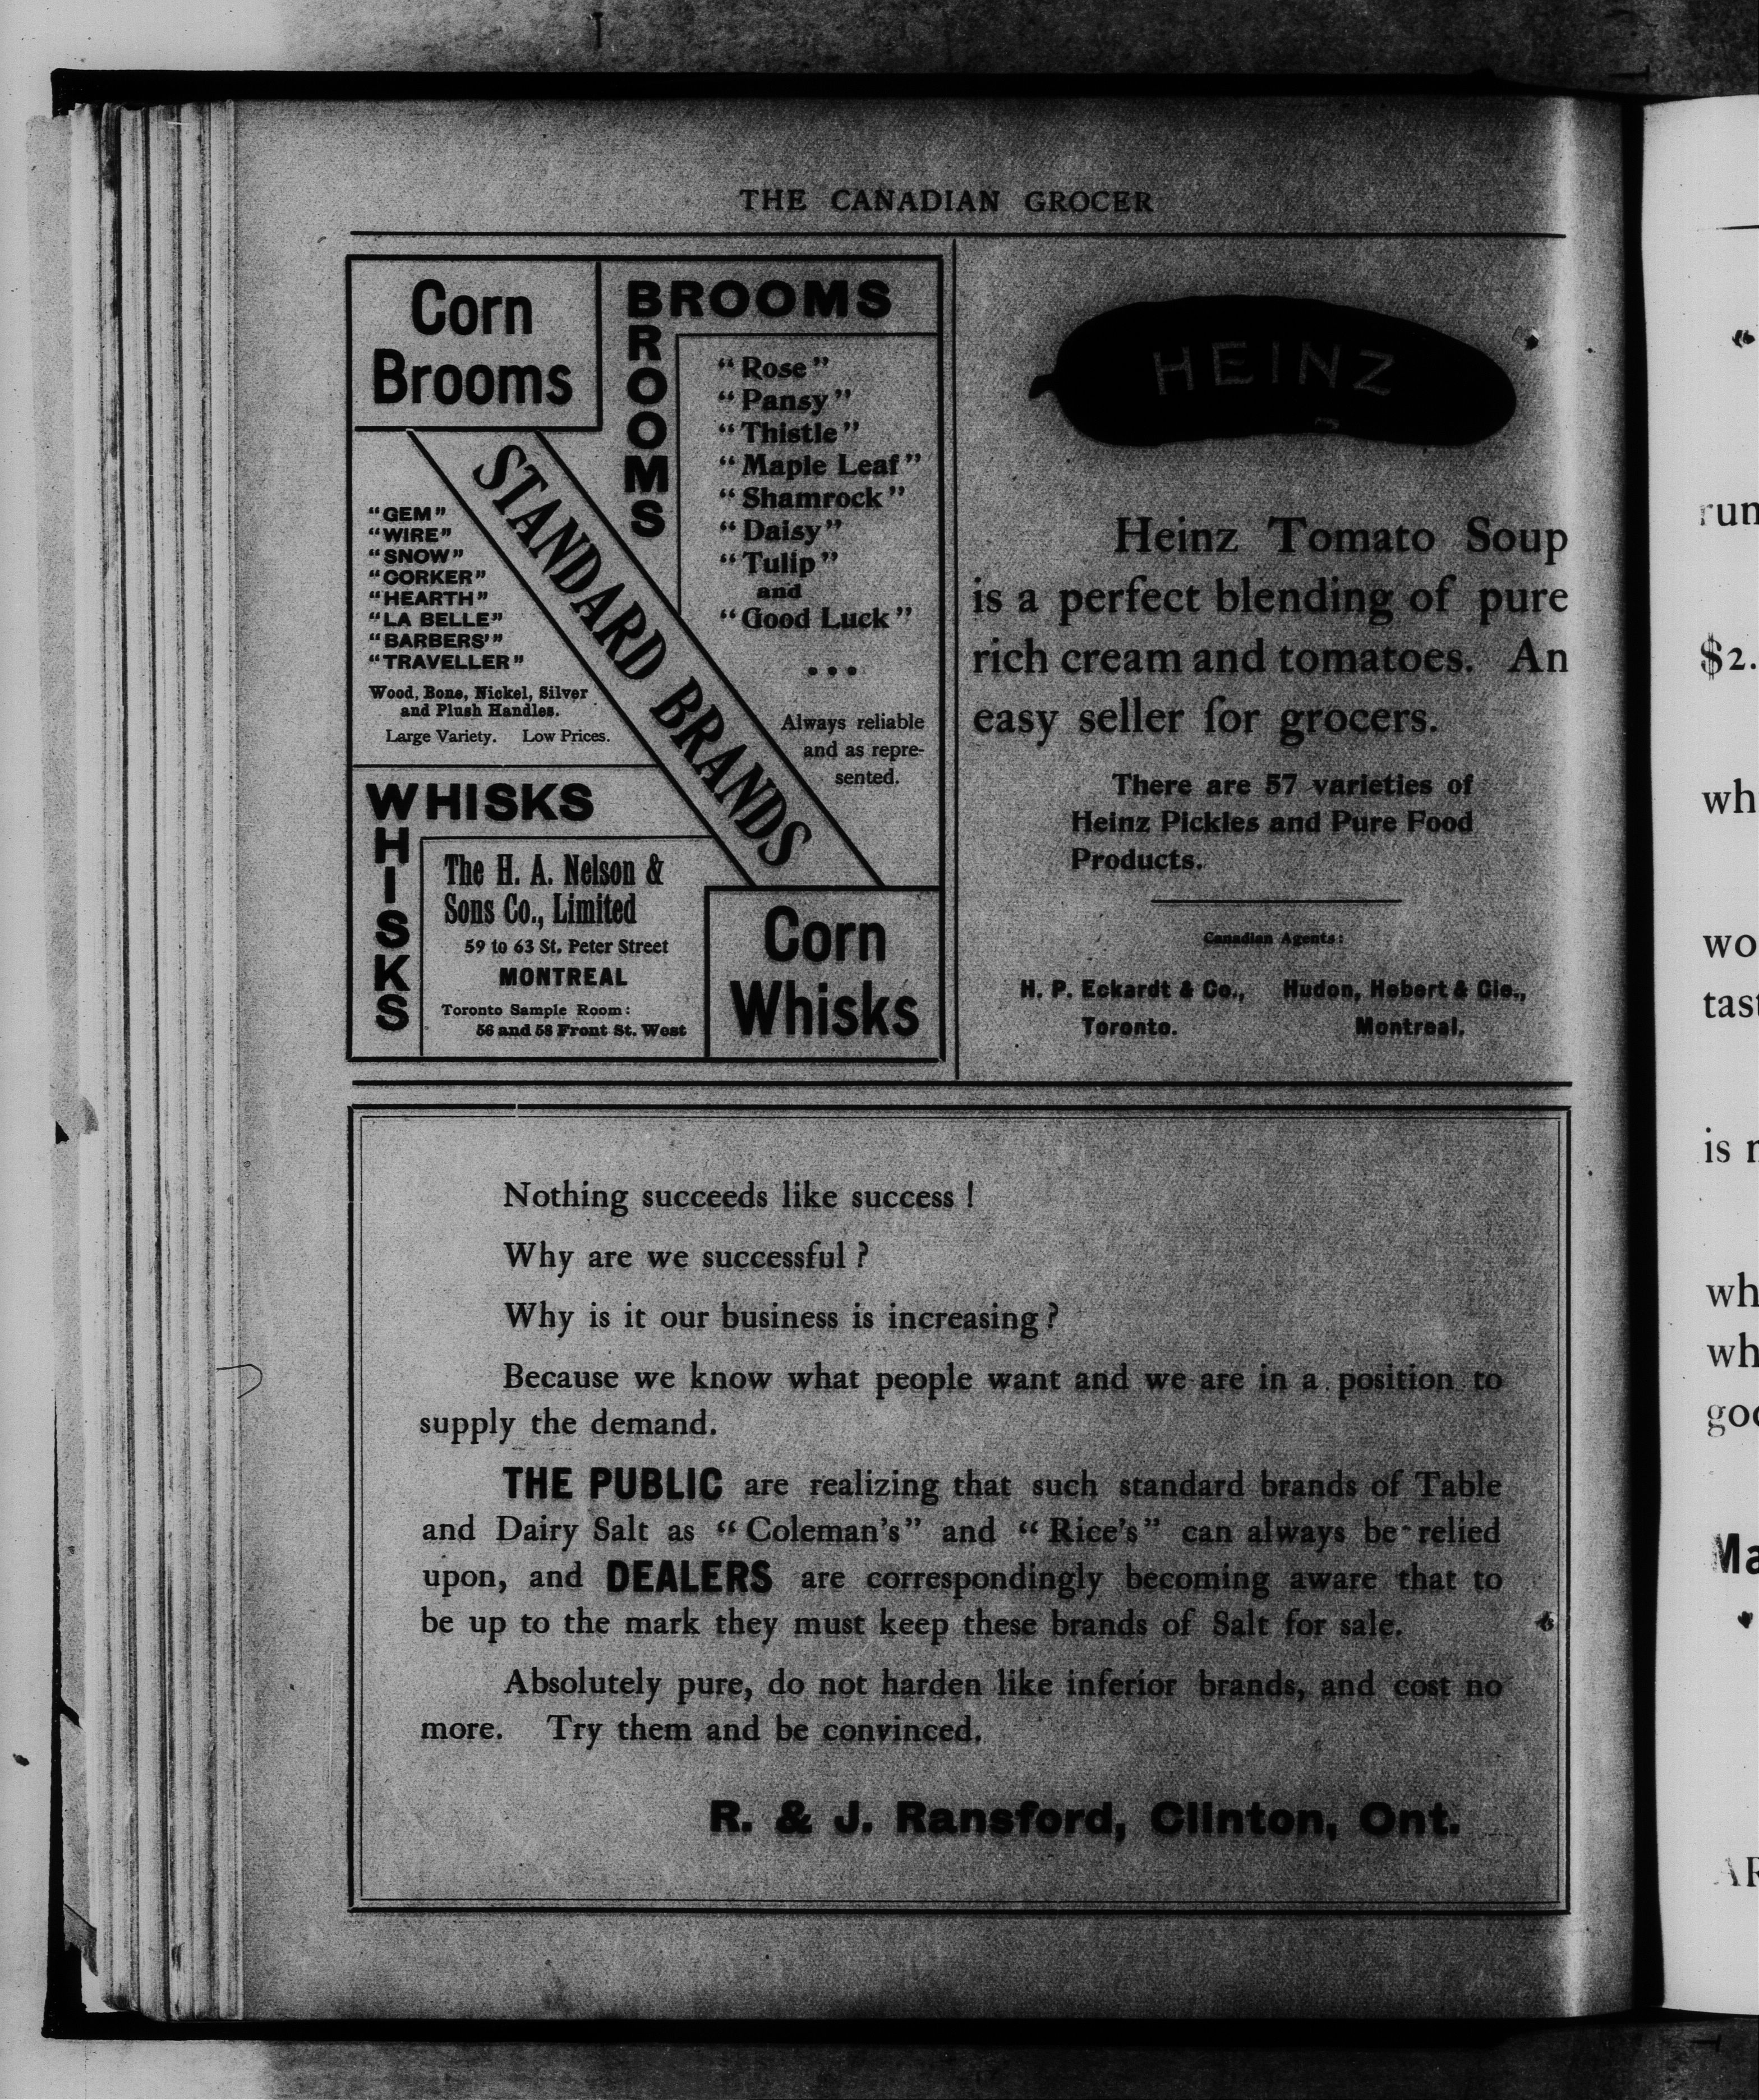 THE CANADIAN GROCER
Corn
Brooms
BROOMS
BROOMS
"Rose"
"Pansy"
"Thistle"
"Maple Leaf"
"Shamrock"
"Daisy"
"Tulip"
and
"Good Luck"
Always reliable
and as repre-
sented.
STANDARD BRANDS
"GEM"
"WIRE"
"SNOW"
"CORKER"
"HEARTH"
"LA BELLE"
"BARBERS'"
"TRAVELLER"
Wood, Bone, Nickel, Silver
and Plush Handles.
Large Variety. Low Prices.
WHISKS
WHISKS
The H. A. Nelson &
Sons Co., Limited
59 to 63 St. Peter Street
MONTREAL
Toronto Sample Room:
56 and 58 Front St. West
Corn
Whisks
HEINZ
Heinz Tomato Soup
is a perfect blending of pure
rich cream and tomatoes. An
easy seller for grocers.
There are 57 varieties of
Heinz Pickles and Pure Food
Products.
Canadian Agents:
H. P. Eckardt & Co., Hudon, Hebert & Cie.,
Toronto. Montreal.
Nothing succeeds like success!
Why are we successful?
Why is it our business is increasing?
Because we know what people want and we are in a position to
supply the demand.
THE PUBLIC are realizing that such standard brands of Table
and Dairy Salt as "Coleman's" and "Rice's" can always be relied
upon, and DEALERS are correspondingly becoming aware that to
be up to the mark they must keep these brands of Salt for sale.
Absolutely pure, do not harden like inferior brands, and cost no
more. Try them and be convinced.
R. & J. Ransford, Clinton, Ont.
$2.
is